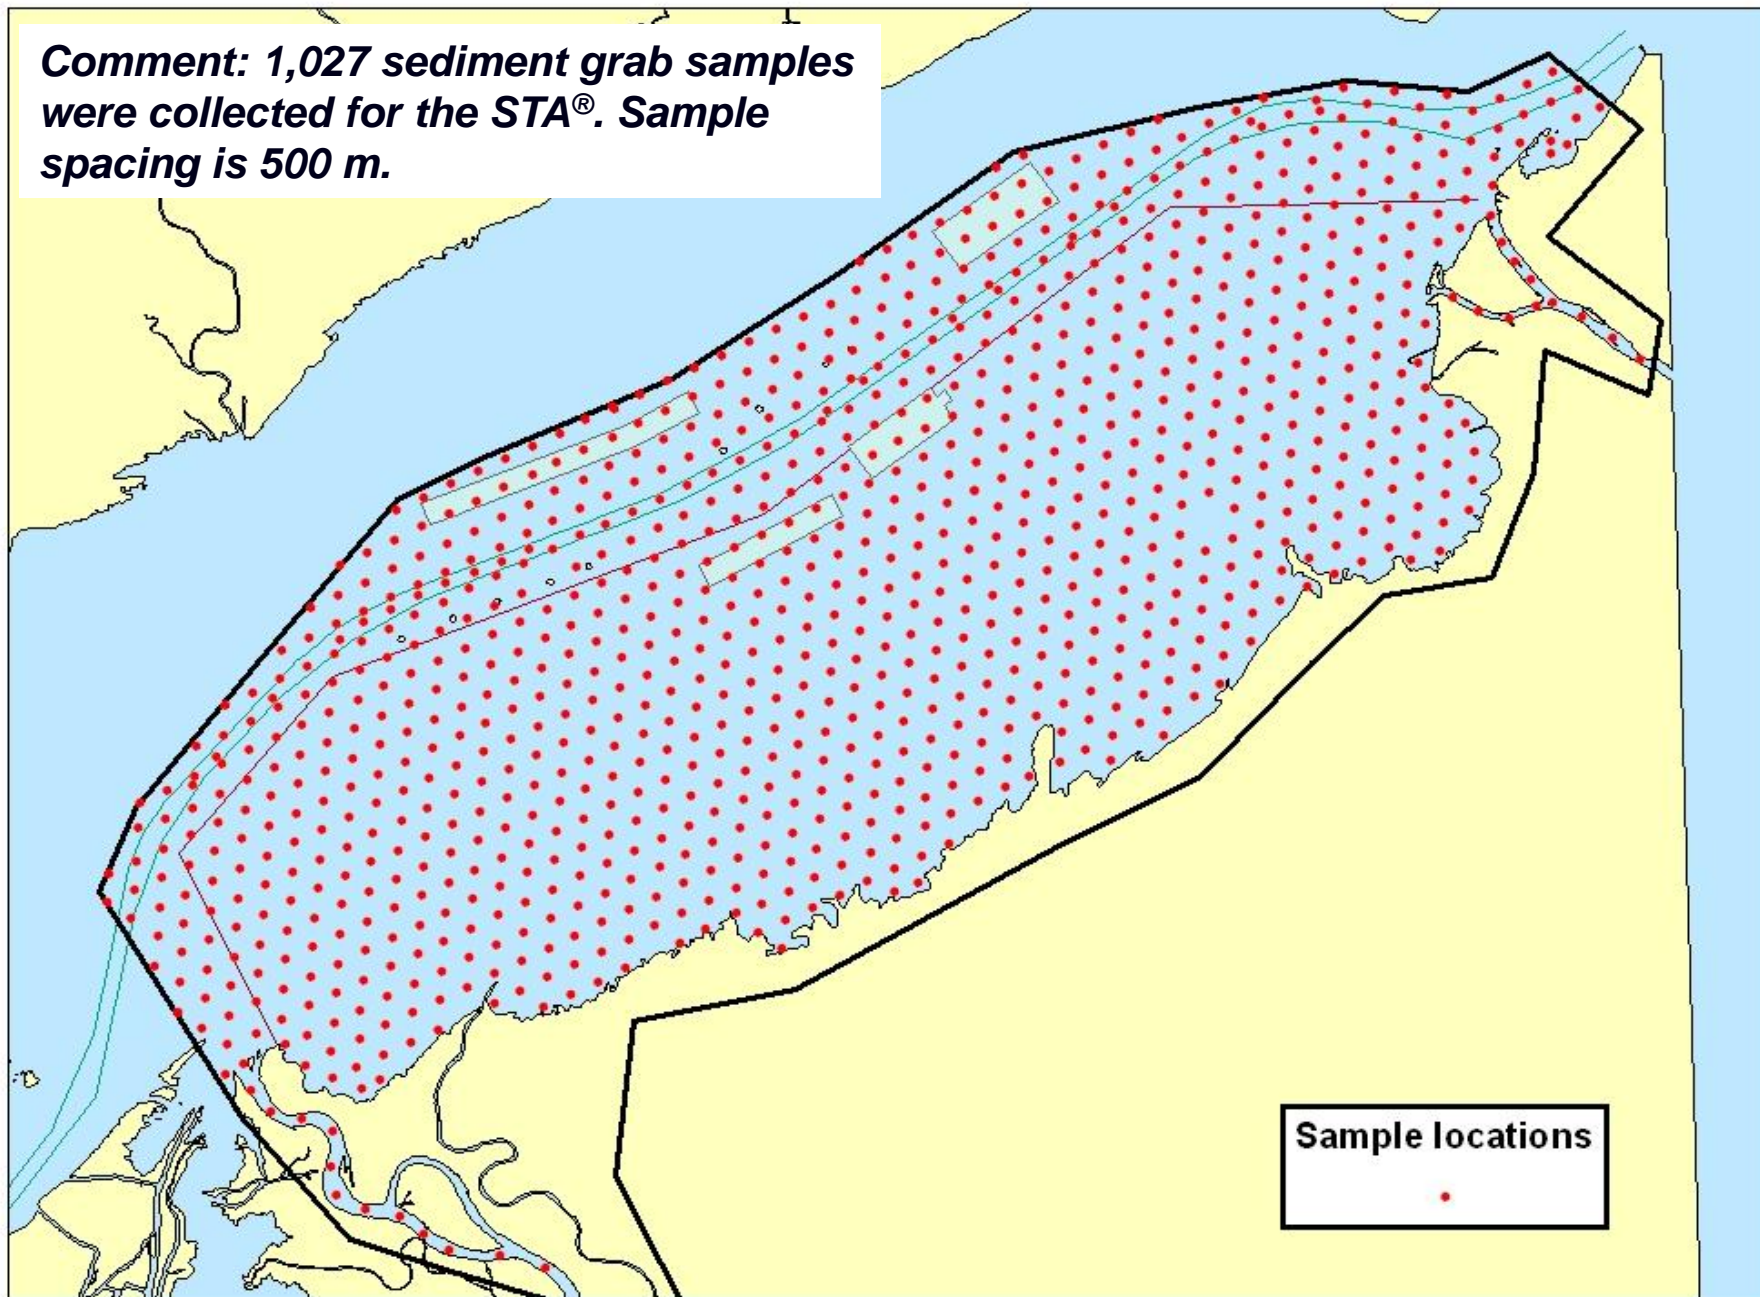 Comment: 1,027 sediment grab samples
were collected for the STA®. Sample
spacing is 500 m.
Sample locations